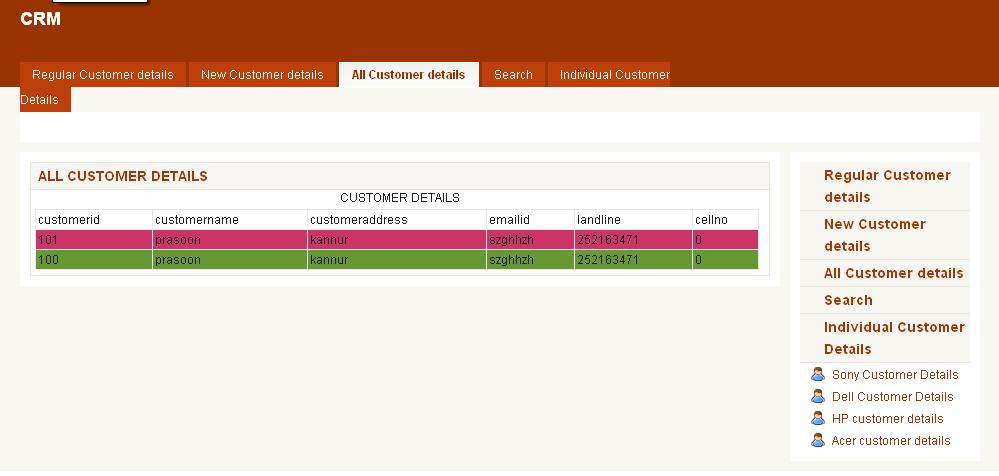 CRM
Regular Customer details New Customer details All Customer details Search Individual Customer
Details
ALL CUSTOMER DETAILS
CUSTOMER DETAILS
customerid customername customeraddress emailid landline cellno
101 prasoon kannur szghhzh 252163471 0
100 prasoon kannur szghhzh 252163471 0
Regular Customer
details
New Customer
details
All Customer details
Search
Individual Customer
Details
Sony Customer Details
Dell Customer Details
HP customer details
Acer customer details